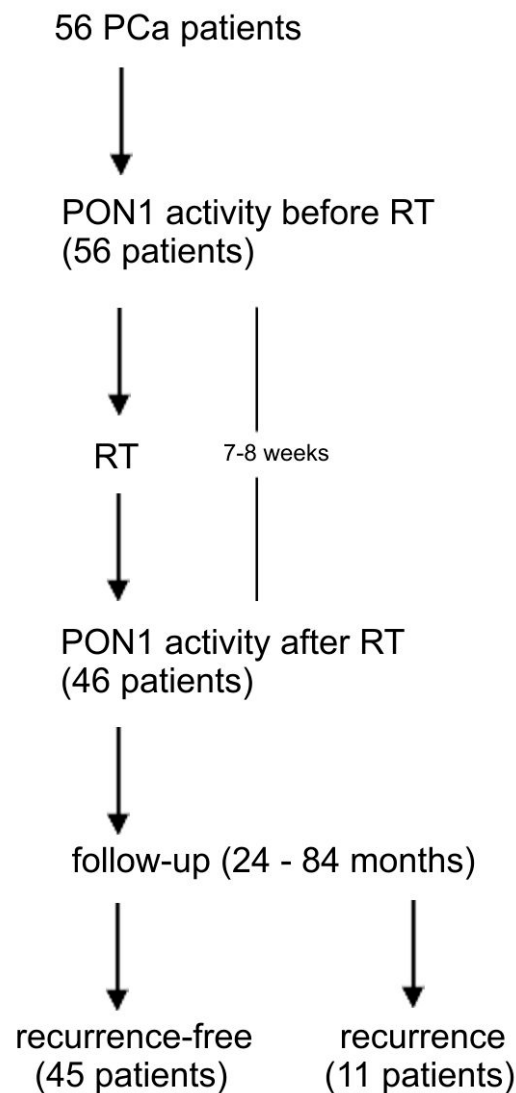 56 PCa patients
PON1 activity before RT
(56 patients)
RT
7-8 weeks
PON1 activity after RT
(46 patients)
follow-up (24 - 84 months)
recurrence-free
(45 patients)
recurrence
(11 patients)